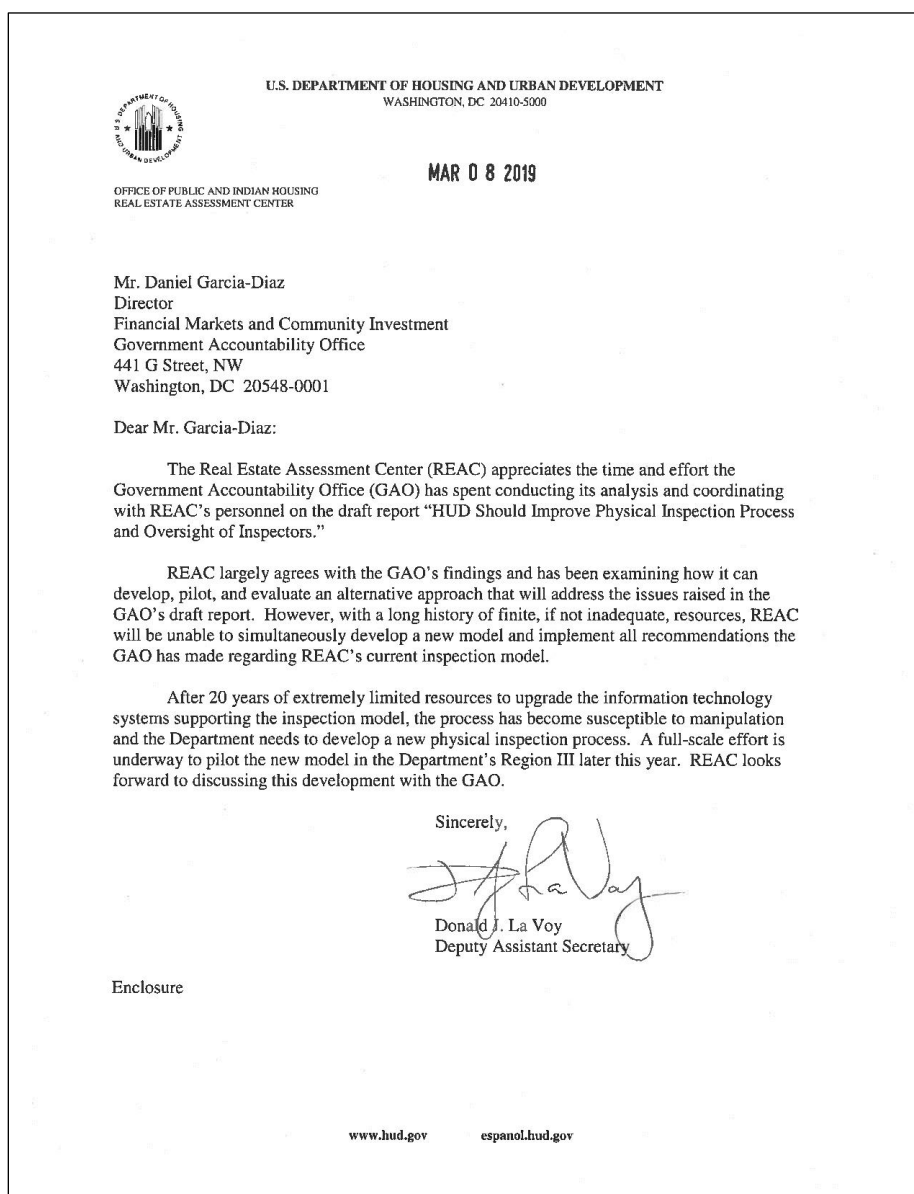 U.S. DEPARTMENT OF HOUSING AND URBAN DEVELOPMENT
WASHINGTON, DC 20410-5000
U.S. DEPARTMENT OF HOUSING AND URBAN DEVELOPMENT
MAR 08 2019
OFFICE OF PUBLIC AND INDIAN HOUSING
REAL ESTATE ASSESSMENT CENTER
Mr. Daniel Garcia-Diaz
Director
Financial Markets and Community Investment
Government Accountability Office
441 G Street, NW
Washington, DC 20548-0001
Dear Mr. Garcia-Diaz:
The Real Estate Assessment Center (REAC) appreciates the time and effort the
Government Accountability Office (GAO) has spent conducting its analysis and coordinating
with REAC's personnel on the draft report “HUD Should Improve Physical Inspection Process
and Oversight of Inspectors.”
REAC largely agrees with the GAO's findings and has been examining how it can
develop, pilot, and evaluate an alternative approach that will address the issues raised in the
GAO's draft report. However, with a long history of finite, if not inadequate, resources, REAC
will be unable to simultaneously develop a new model and implement all recommendations the
GAO has made regarding REAC's current inspection model.
After 20 years of extremely limited resources to upgrade the information technology
systems supporting the inspection model, the process has become susceptible to manipulation
and the Department needs to develop a new physical inspection process. A full-scale effort is
underway to pilot the new model in the Department's Region III later this year. REAC looks
forward to discussing this development with the GAO.
Sincerely,
DJ La Voy
Donald J. La Voy
Deputy Assistant Secretary
Enclosure
www.hud.gov espanol.hud.gov